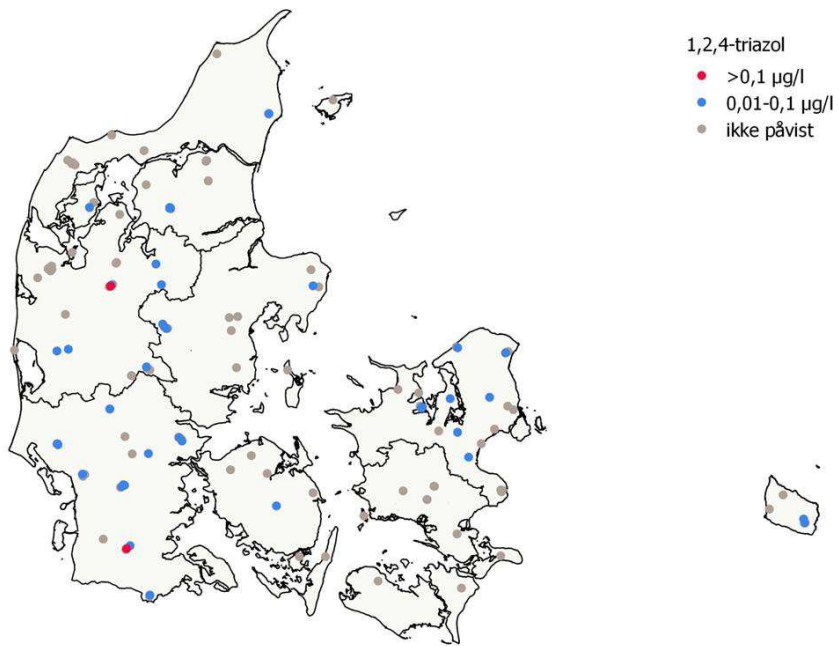 1,2,4-triazol
>0,1 µg/l
0,01-0,1 µg/l
ikke påvist